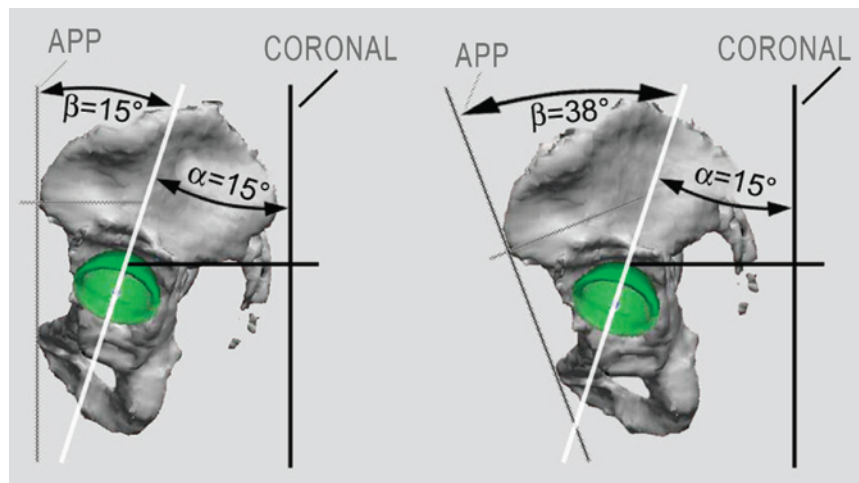 APP
CORONAL
β=15°
α=15°
APP
CORONAL
β=38°
α=15°